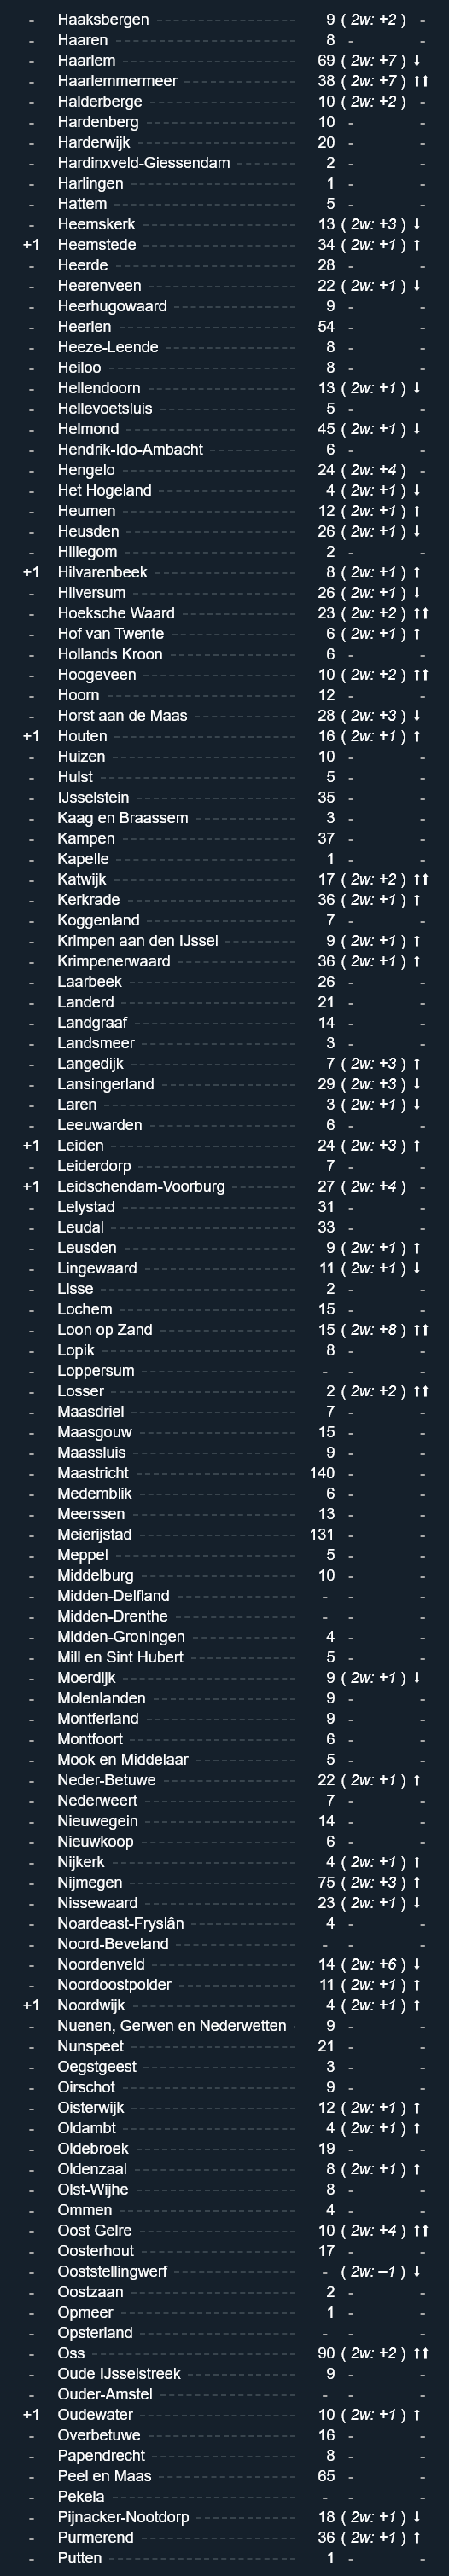 - Haaksbergen 9 ( 2w: +2 ) -
- Haaren 8 - -
- Haarlem 69 ( 2w: +7 ) ⬇
- Haarlemmermeer 38 ( 2w: +7 ) ⬆⬆
- Halderberge 10 ( 2w: +2 ) -
- Hardenberg 10 - -
- Harderwijk 20 - -
- Hardinxveld-Giessendam 2 - -
- Harlingen 1 - -
- Hattem 5 - -
- Heemskerk 13 ( 2w: +3 ) ⬇
+1 Heemstede 34 ( 2w: +1 ) ⬆
- Heerde 28 - -
- Heerenveen 22 ( 2w: +1 ) ⬇
- Heerhugowaard 9 - -
- Heerlen 54 - -
- Heeze-Leende 8 - -
- Heiloo 8 - -
- Hellendoorn 13 ( 2w: +1 ) ⬇
- Hellevoetsluis 5 - -
- Helmond 45 ( 2w: +1 ) ⬇
- Hendrik-Ido-Ambacht 6 - -
- Hengelo 24 ( 2w: +4 ) -
- Het Hogeland 4 ( 2w: +1 ) ⬇
- Heumen 12 ( 2w: +1 ) ⬆
- Heusden 26 ( 2w: +1 ) ⬇
- Hillegom 2 - -
+1 Hilvarenbeek 8 ( 2w: +1 ) ⬆
- Hilversum 26 ( 2w: +1 ) ⬇
- Hoeksche Waard 23 ( 2w: +2 ) ⬆⬆
- Hof van Twente 6 ( 2w: +1 ) ⬆
- Hollands Kroon 6 - -
- Hoogeveen 10 ( 2w: +2 ) ⬆⬆
- Hoorn 12 - -
- Horst aan de Maas 28 ( 2w: +3 ) ⬇
+1 Houten 16 ( 2w: +1 ) ⬆
- Huizen 10 - -
- Hulst 5 - -
- IJsselstein 35 - -
- Kaag en Braassem 3 - -
- Kampen 37 - -
- Kapelle 1 - -
- Katwijk 17 ( 2w: +2 ) ⬆⬆
- Kerkrade 36 ( 2w: +1 ) ⬆
- Koggenland 7 - -
- Krimpen aan den IJssel 9 ( 2w: +1 ) ⬆
- Krimpenerwaard 36 ( 2w: +1 ) ⬆
- Laarbeek 26 - -
- Landerd 21 - -
- Landgraaf 14 - -
- Landsmeer 3 - -
- Langedijk 7 ( 2w: +3 ) ⬆
- Lansingerland 29 ( 2w: +3 ) ⬇
- Laren 3 ( 2w: +1 ) ⬇
- Leeuwarden 6 - -
+1 Leiden 24 ( 2w: +3 ) ⬆
- Leiderdorp 7 - -
+1 Leidschendam-Voorburg 27 ( 2w: +4 ) -
- Lelystad 31 - -
- Leudal 33 - -
- Leusden 9 ( 2w: +1 ) ⬆
- Lingewaard 11 ( 2w: +1 ) ⬇
- Lisse 2 - -
- Lochem 15 - -
- Loon op Zand 15 ( 2w: +8 ) ⬆⬆
- Lopik 8 - -
- Loppersum - - -
- Losser 2 ( 2w: +2 ) ⬆⬆
- Maasdriel 7 - -
- Maasgouw 15 - -
- Maassluis 9 - -
- Maastricht 140 - -
- Medemblik 6 - -
- Meerssen 13 - -
- Meierijstad 131 - -
- Meppel 5 - -
- Middelburg 10 - -
- Midden-Delfland - - -
- Midden-Drenthe - - -
- Midden-Groningen 4 - -
- Mill en Sint Hubert 5 - -
- Moerdijk 9 ( 2w: +1 ) ⬇
- Molenlanden 9 - -
- Montferland 9 - -
- Montfoort 6 - -
- Mook en Middelaar 5 - -
- Neder-Betuwe 22 ( 2w: +1 ) ⬆
- Nederweert 7 - -
- Nieuwegein 14 - -
- Nieuwkoop 6 - -
- Nijkerk 4 ( 2w: +1 ) ⬆
- Nijmegen 75 ( 2w: +3 ) ⬆
- Nissewaard 23 ( 2w: +1 ) ⬇
- Noardeast-Fryslân 4 - -
- Noord-Beveland - - -
- Noordenveld 14 ( 2w: +6 ) ⬇
- Noordoostpolder 11 ( 2w: +1 ) ⬆
+1 Noordwijk 4 ( 2w: +1 ) ⬆
- Nuenen, Gerwen en Nederwetten 9 - -
- Nunspeet 21 - -
- Oegstgeest 3 - -
- Oirschot 9 - -
- Oisterwijk 12 ( 2w: +1 ) ⬆
- Oldambt 4 ( 2w: +1 ) ⬆
- Oldebroek 19 - -
- Oldenzaal 8 ( 2w: +1 ) ⬆
- Olst-Wijhe 8 - -
- Ommen 4 - -
- Oost Gelre 10 ( 2w: +4 ) ⬆⬆
- Oosterhout 17 - -
- Ooststellingwerf - ( 2w: –1 ) ⬇
- Oostzaan 2 - -
- Opmeer 1 - -
- Opsterland - - -
- Oss 90 ( 2w: +2 ) ⬆⬆
- Oude IJsselstreek 9 - -
- Ouder-Amstel - - -
+1 Oudewater 10 ( 2w: +1 ) ⬆
- Overbetuwe 16 - -
- Papendrecht 8 - -
- Peel en Maas 65 - -
- Pekela - - -
- Pijnacker-Nootdorp 18 ( 2w: +1 ) ⬇
- Purmerend 36 ( 2w: +1 ) ⬆
- Putten 1 - -